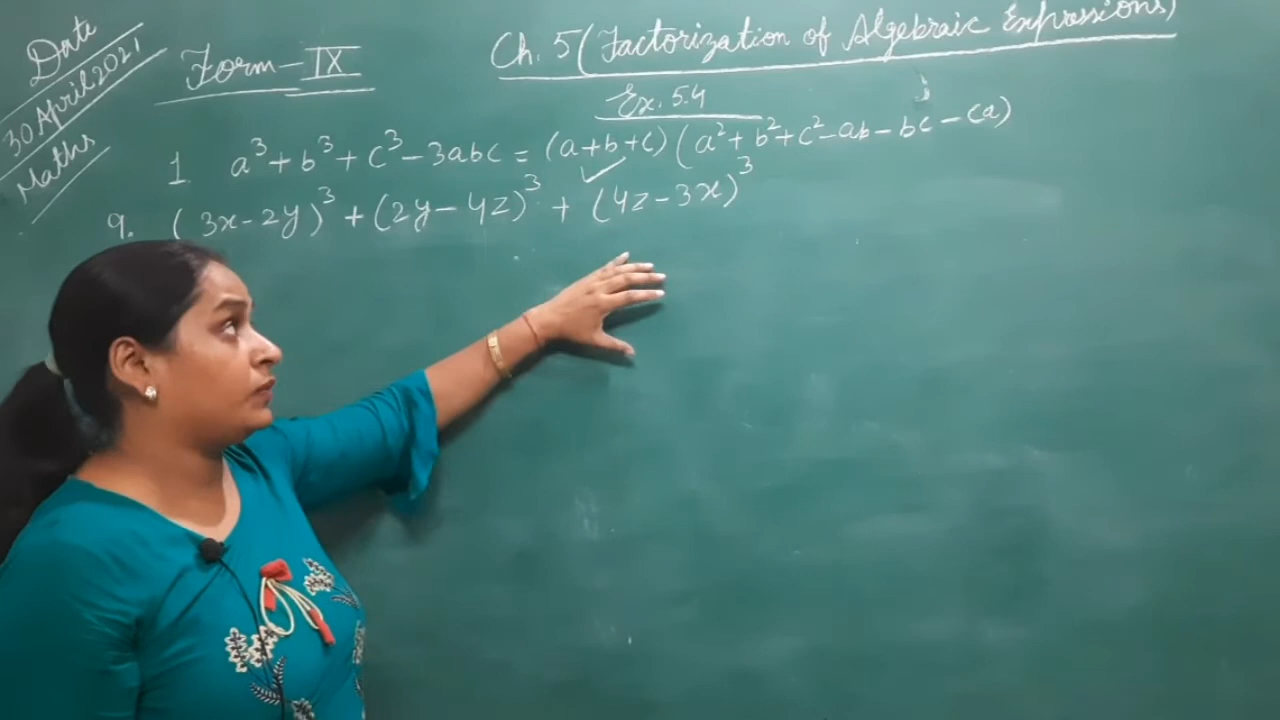 Date
30 April 2021
Maths
Form - IX
Ch. 5 (Factorization of Algebraic Expressions)
Ex. 5.4
1 a³ + b³ + c³ - 3abc = (a+b+c) (a² + b² + c² - ab - bc - ca)
9. (3x - 2y)³ + (2y - 4z)³ + (4z - 3x)³